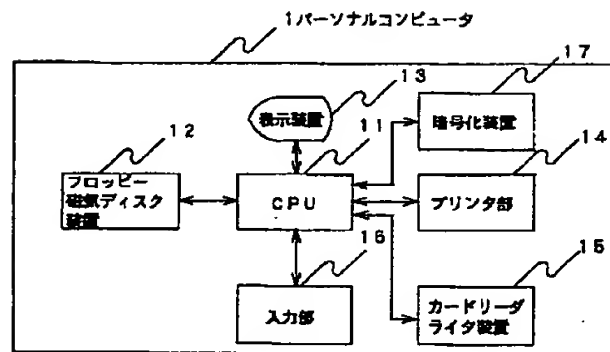 1パーソナルコンピュータ
13
17
表示装置
11
暗号化装置
12
14
フロッピー
磁気ディスク
装置
CPU
プリンタ部
16
15
入力部
カードリーダ
ライタ装置